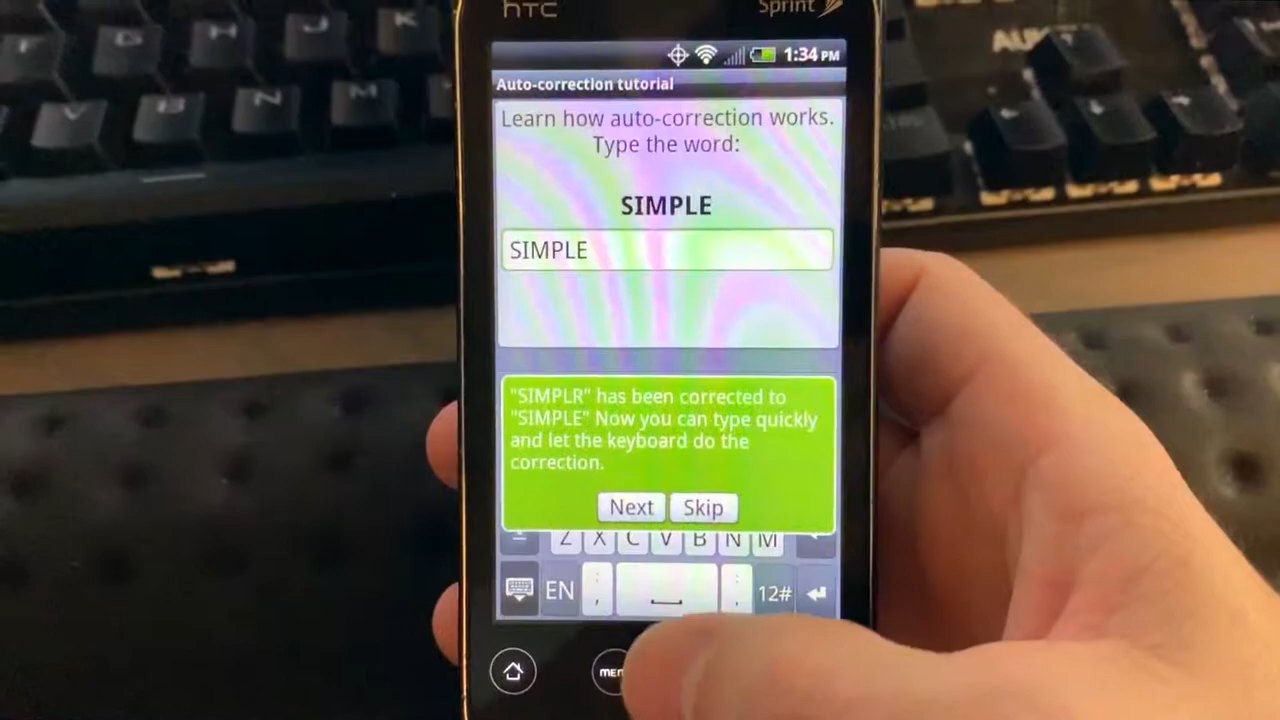 F G H J K
V B N M
hTC Sprint
1:34 PM
Auto-correction tutorial
Learn how auto-correction works.
Type the word:
SIMPLE
SIMPLE
"SIMPLR" has been corrected to
"SIMPLE" Now you can type quickly
and let the keyboard do the
correction.
Next Skip
Z X C V B N M
EN , . 12#